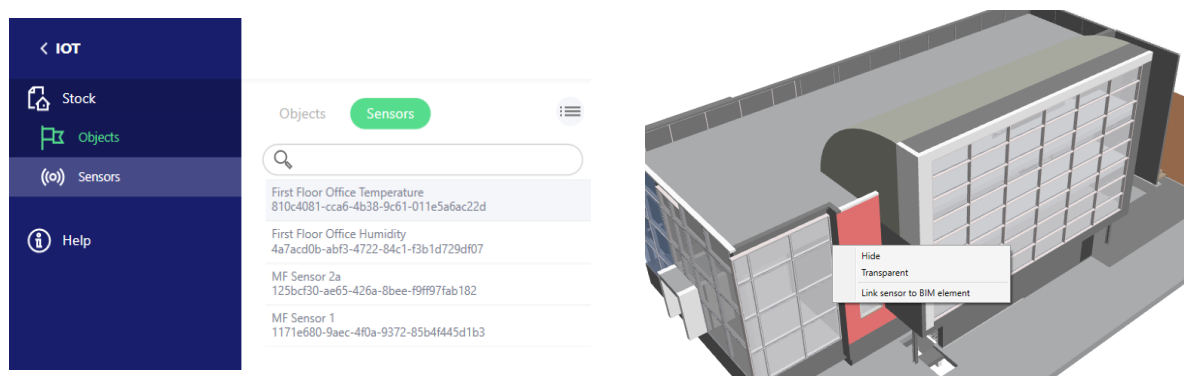 < IOT
Stock
Objects
Sensors
Help
Objects
Sensors
First Floor Office Temperature
810c4081-cca6-4b38-9c61-011e5a6ac22d
First Floor Office Humidity
4a7acd0b-abf3-4722-84c1-f3b1d729df07
MF Sensor 2a
125bcf30-ae65-426a-8bee-f9ff97fab182
MF Sensor 1
1171e680-9aec-4f0a-9372-85b4f445d1b3
Hide
Transparent
Link sensor to BIM element